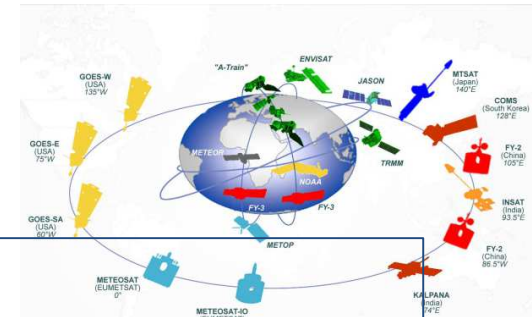 "A-Train"
ENVISAT
JASON
MTSAT
(Japan)
140°E
GOES-W
(USA)
135°W
COMS
(South Korea)
128°E
GOES-E
(USA)
75°W
METEOR
NOAA
TRMM
FY-2
(China)
105°E
INSAT
(India)
93.5°E
GOES-SA
(USA)
60°W
FY-3
FY-3
METOP
FY-2
(China)
86.5°W
METEOSAT
(EUMETSAT)
0°
METEOSAT-IO
KALPANA
(India)
74°E